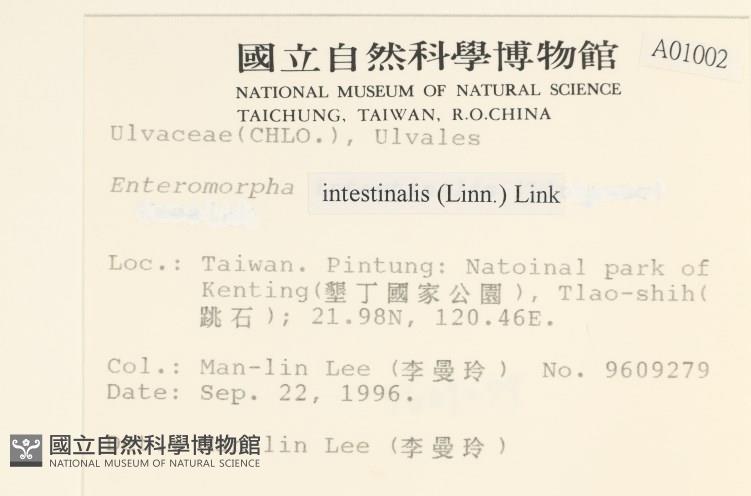 國立自然科學博物館 A01002
NATIONAL MUSEUM OF NATURAL SCIENCE
TAICHUNG, TAIWAN, R.O.CHINA
Ulvaceae(CHLO.), Ulvales
Enteromorpha intestinalis (Linn.) Link
Loc.: Taiwan. Pintung: Natoinal park of
Kenting(墾丁國家公園), Tlao-shih(
跳石); 21.98N, 120.46E.
Col.: Man-lin Lee (李曼玲) No. 9609279
Date: Sep. 22, 1996.
lin Lee (李曼玲)
國立自然科學博物館
NATIONAL MUSEUM OF NATURAL SCIENCE